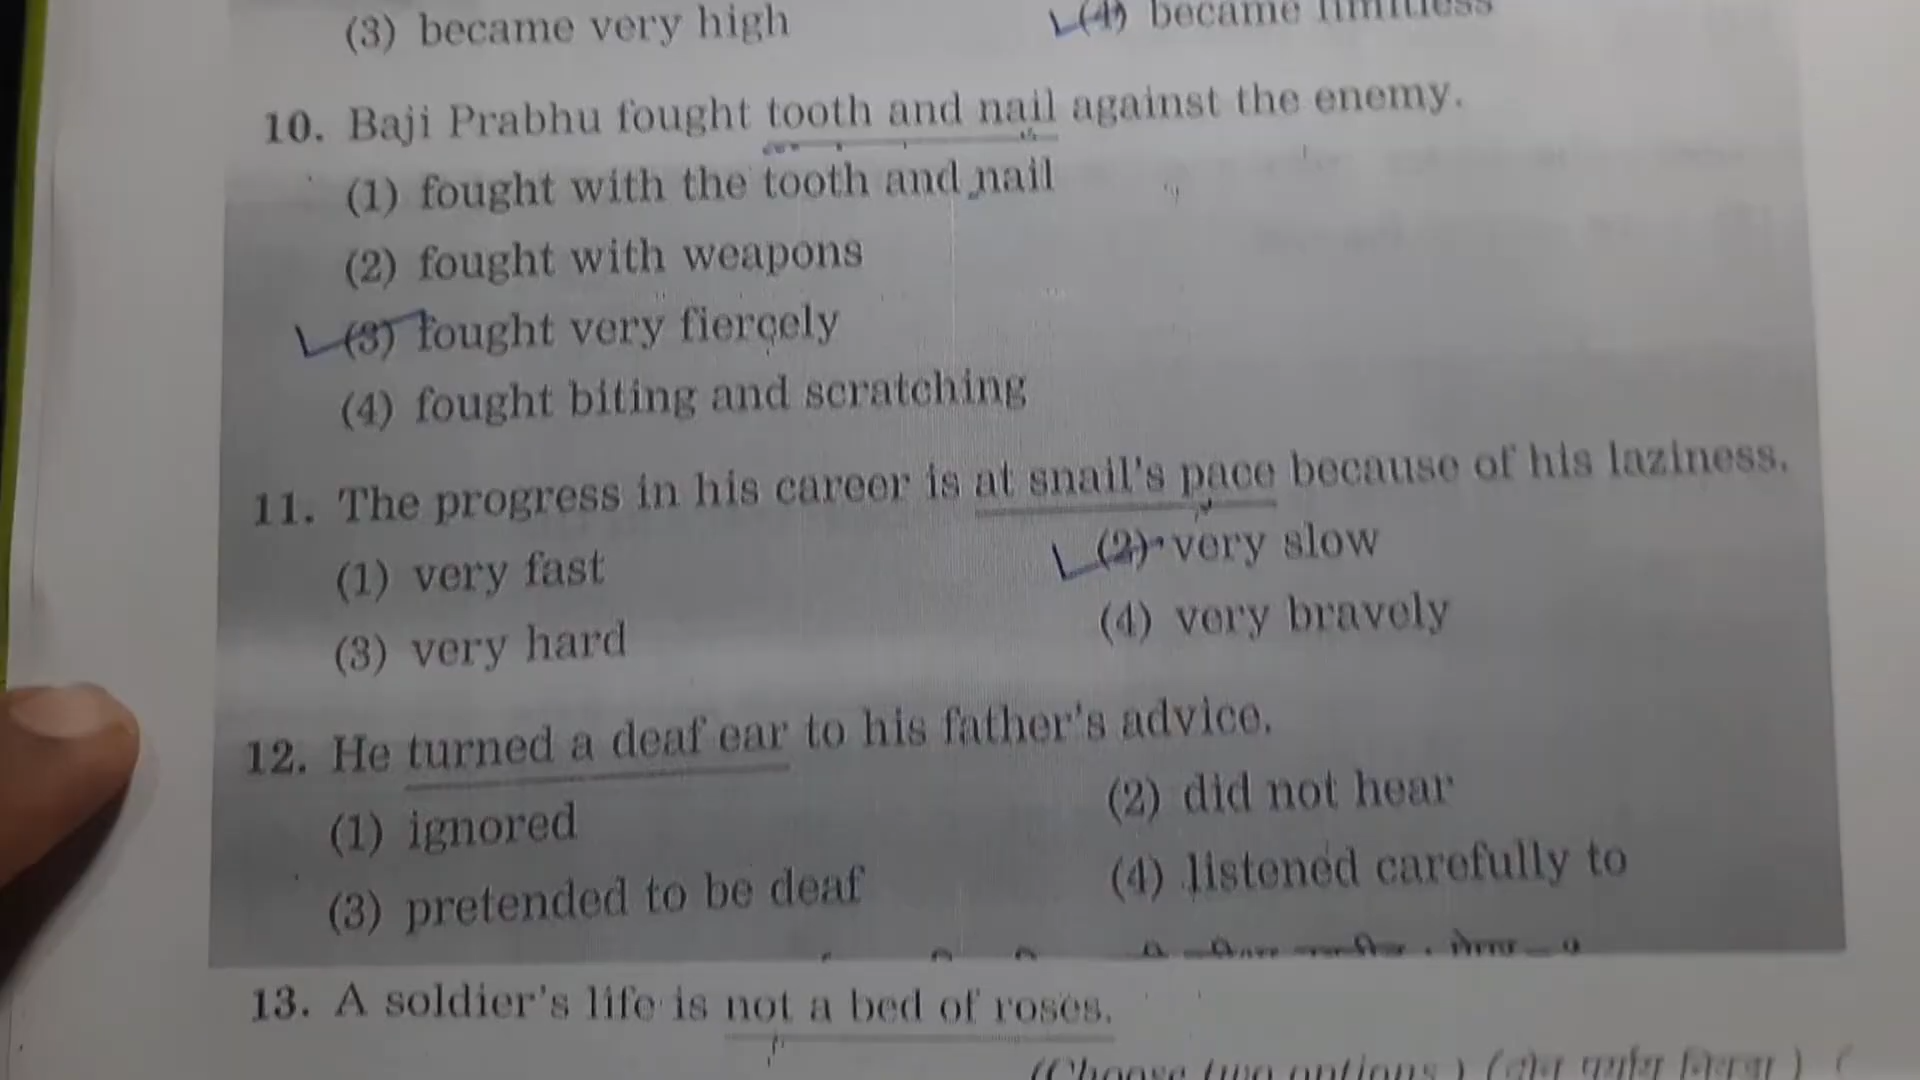 (3) became very high (4) became limitless
10. Baji Prabhu fought tooth and nail against the enemy.
(1) fought with the tooth and nail
(2) fought with weapons
(3) fought very fiercely
(4) fought biting and scratching
11. The progress in his career is at snail's pace because of his laziness.
(1) very fast (2) very slow
(3) very hard (4) very bravely
12. He turned a deaf ear to his father's advice.
(1) ignored (2) did not hear
(3) pretended to be deaf (4) listened carefully to
13. A soldier's life is not a bed of roses.
(Choose two options)